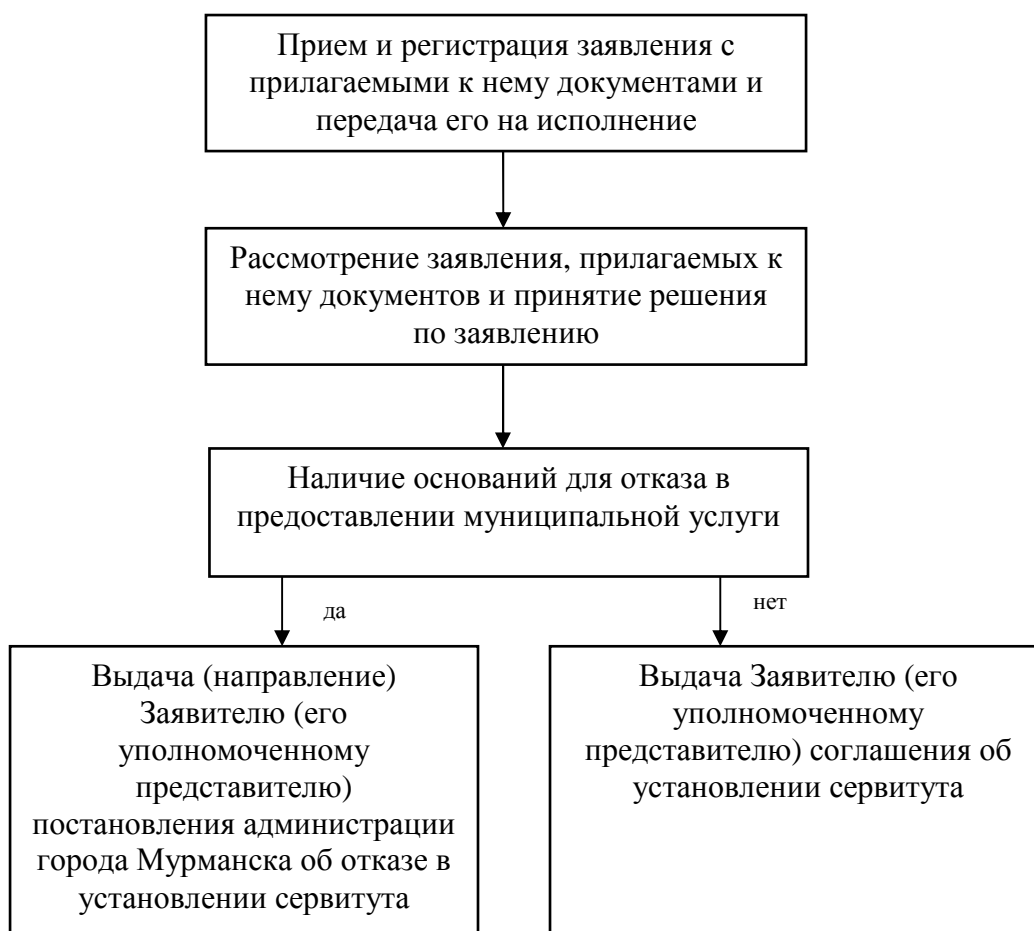 Прием и регистрация заявления с
прилагаемыми к нему документами и
передача его на исполнение
Рассмотрение заявления, прилагаемых к
нему документов и принятие решения
по заявлению
Наличие оснований для отказа в
предоставлении муниципальной услуги
да
нет
Выдача (направление)
Заявителю (его
уполномоченному
представителю)
постановления администрации
города Мурманска об отказе в
установлении сервитута
Выдача Заявителю (его
уполномоченному
представителю) соглашения об
установлении сервитута